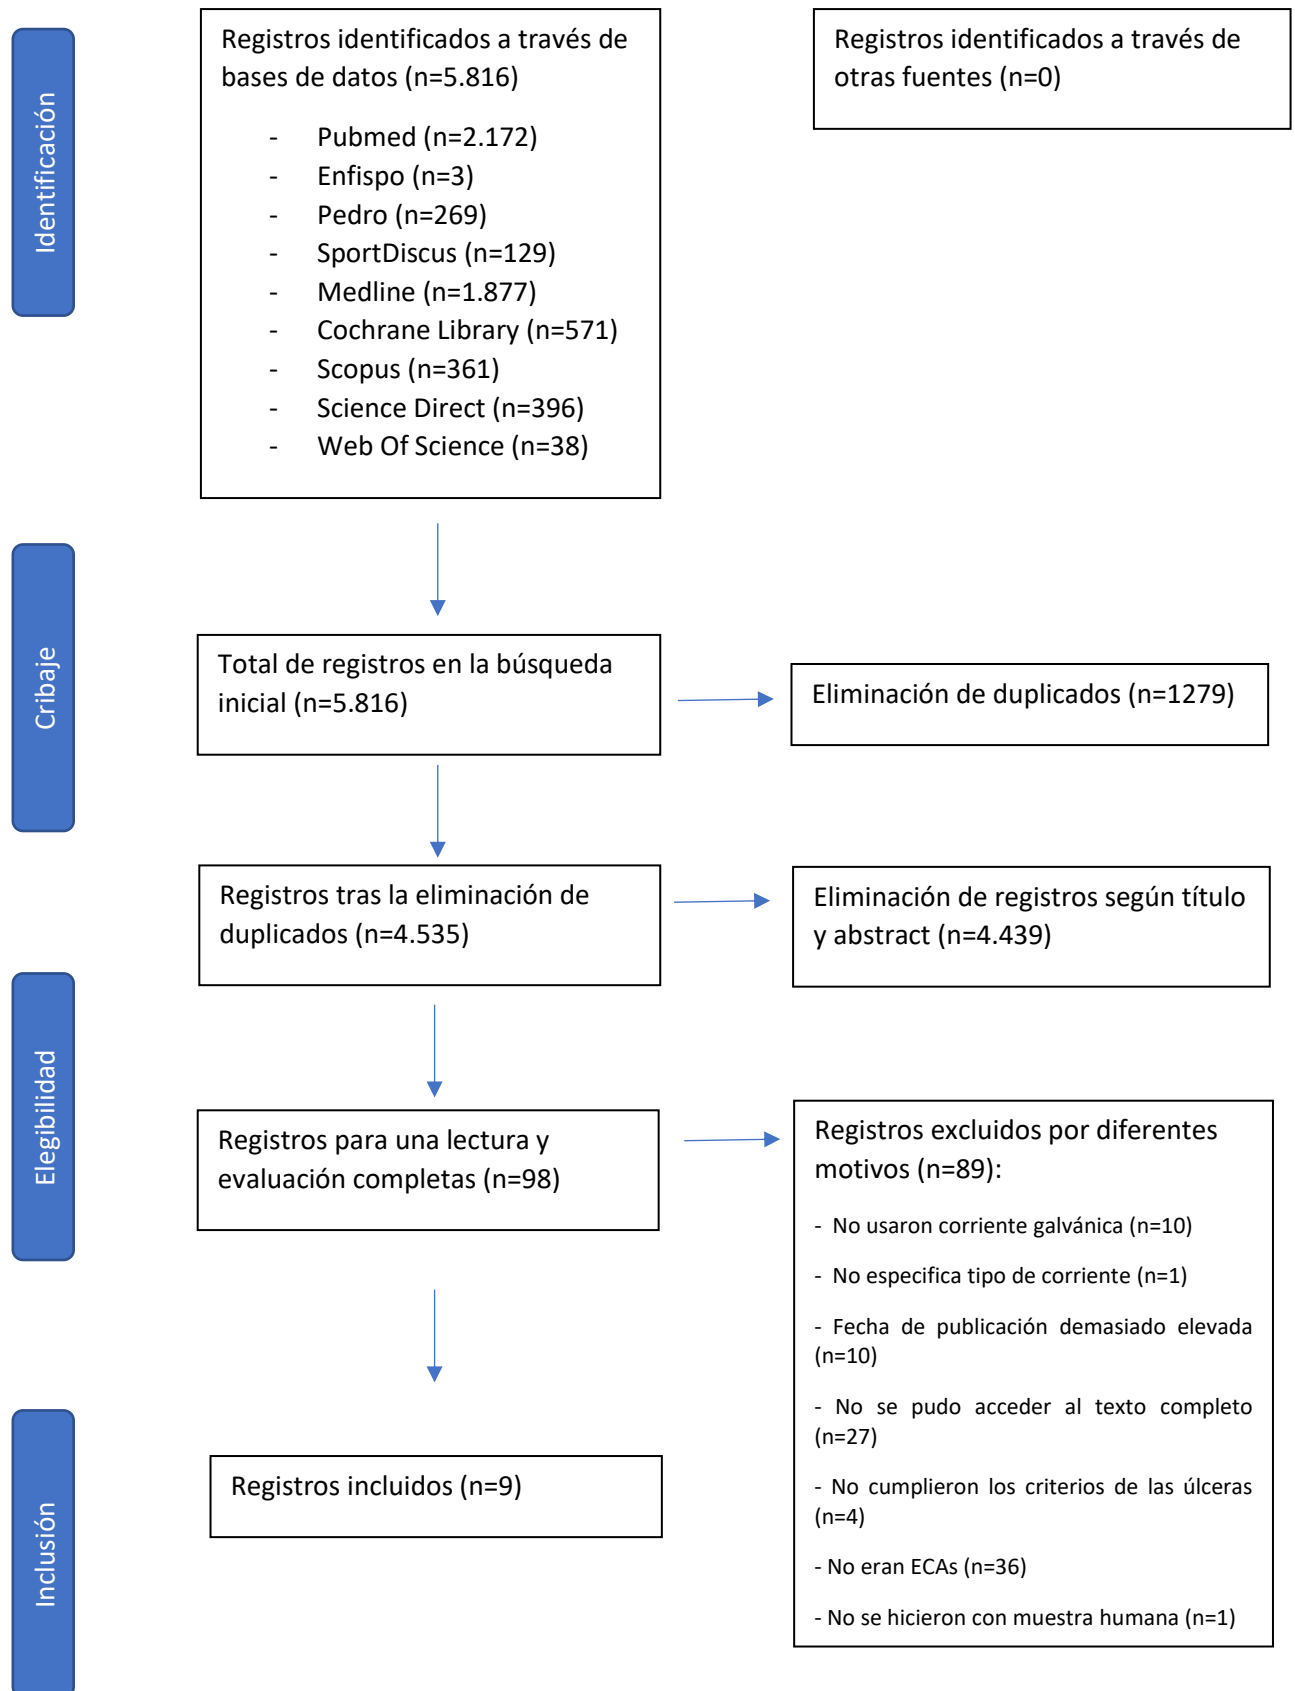 Identificación
Registros identificados a través de
bases de datos (n=5.816)
- Pubmed (n=2.172)
- Enfispo (n=3)
- Pedro (n=269)
- SportDiscus (n=129)
- Medline (n=1.877)
- Cochrane Library (n=571)
- Scopus (n=361)
- Science Direct (n=396)
- Web Of Science (n=38)
Registros identificados a través de
otras fuentes (n=0)
Cribaje
Total de registros en la búsqueda
inicial (n=5.816)
Eliminación de duplicados (n=1279)
Registros tras la eliminación de
duplicados (n=4.535)
Eliminación de registros según título
y abstract (n=4.439)
Elegibilidad
Registros para una lectura y
evaluación completas (n=98)
Registros excluidos por diferentes
motivos (n=89):
- No usaron corriente galvánica (n=10)
- No especifica tipo de corriente (n=1)
- Fecha de publicación demasiado elevada
(n=10)
- No se pudo acceder al texto completo
(n=27)
- No cumplieron los criterios de las úlceras
(n=4)
- No eran ECAs (n=36)
- No se hicieron con muestra humana (n=1)
Inclusión
Registros incluidos (n=9)